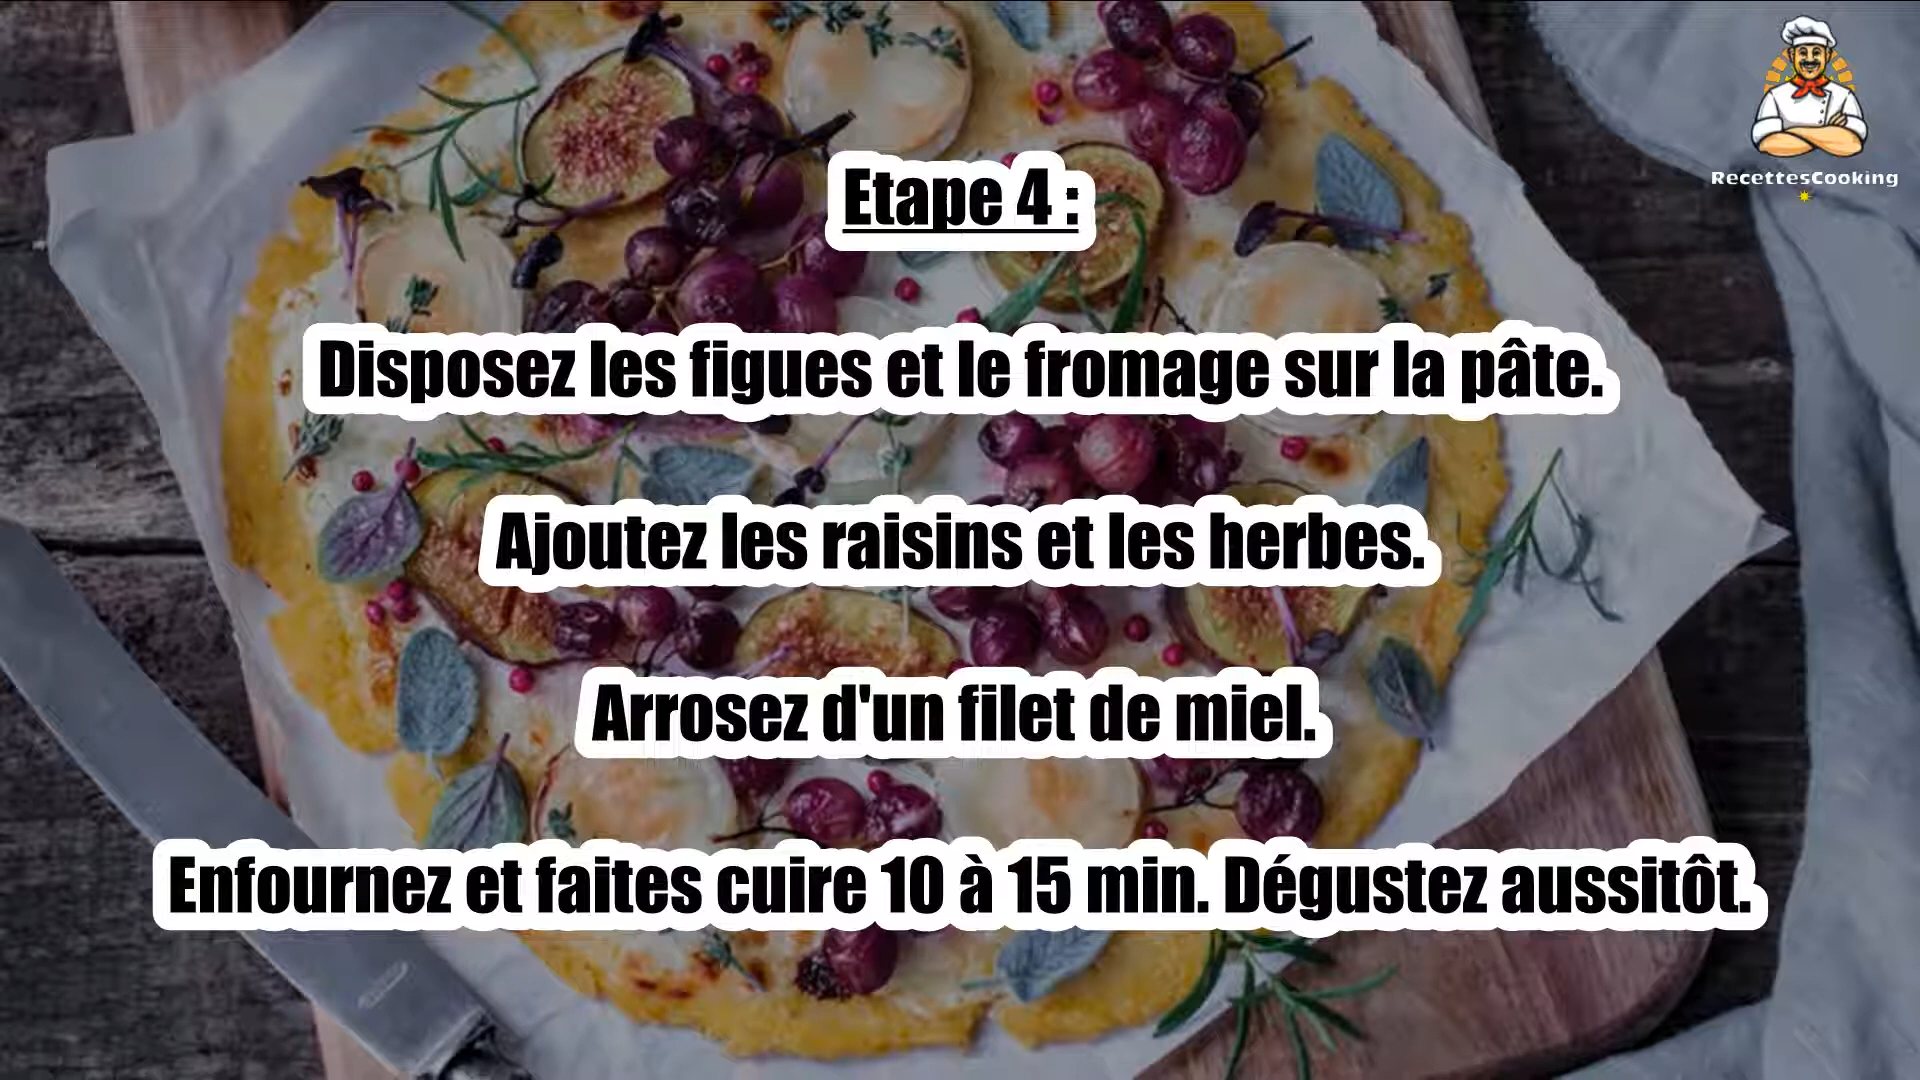 RecettesCooking
Etape 4 :
Disposez les figues et le fromage sur la pâte.
Ajoutez les raisins et les herbes.
Arrosez d'un filet de miel.
Enfournez et faites cuire 10 à 15 min. Dégustez aussitôt.